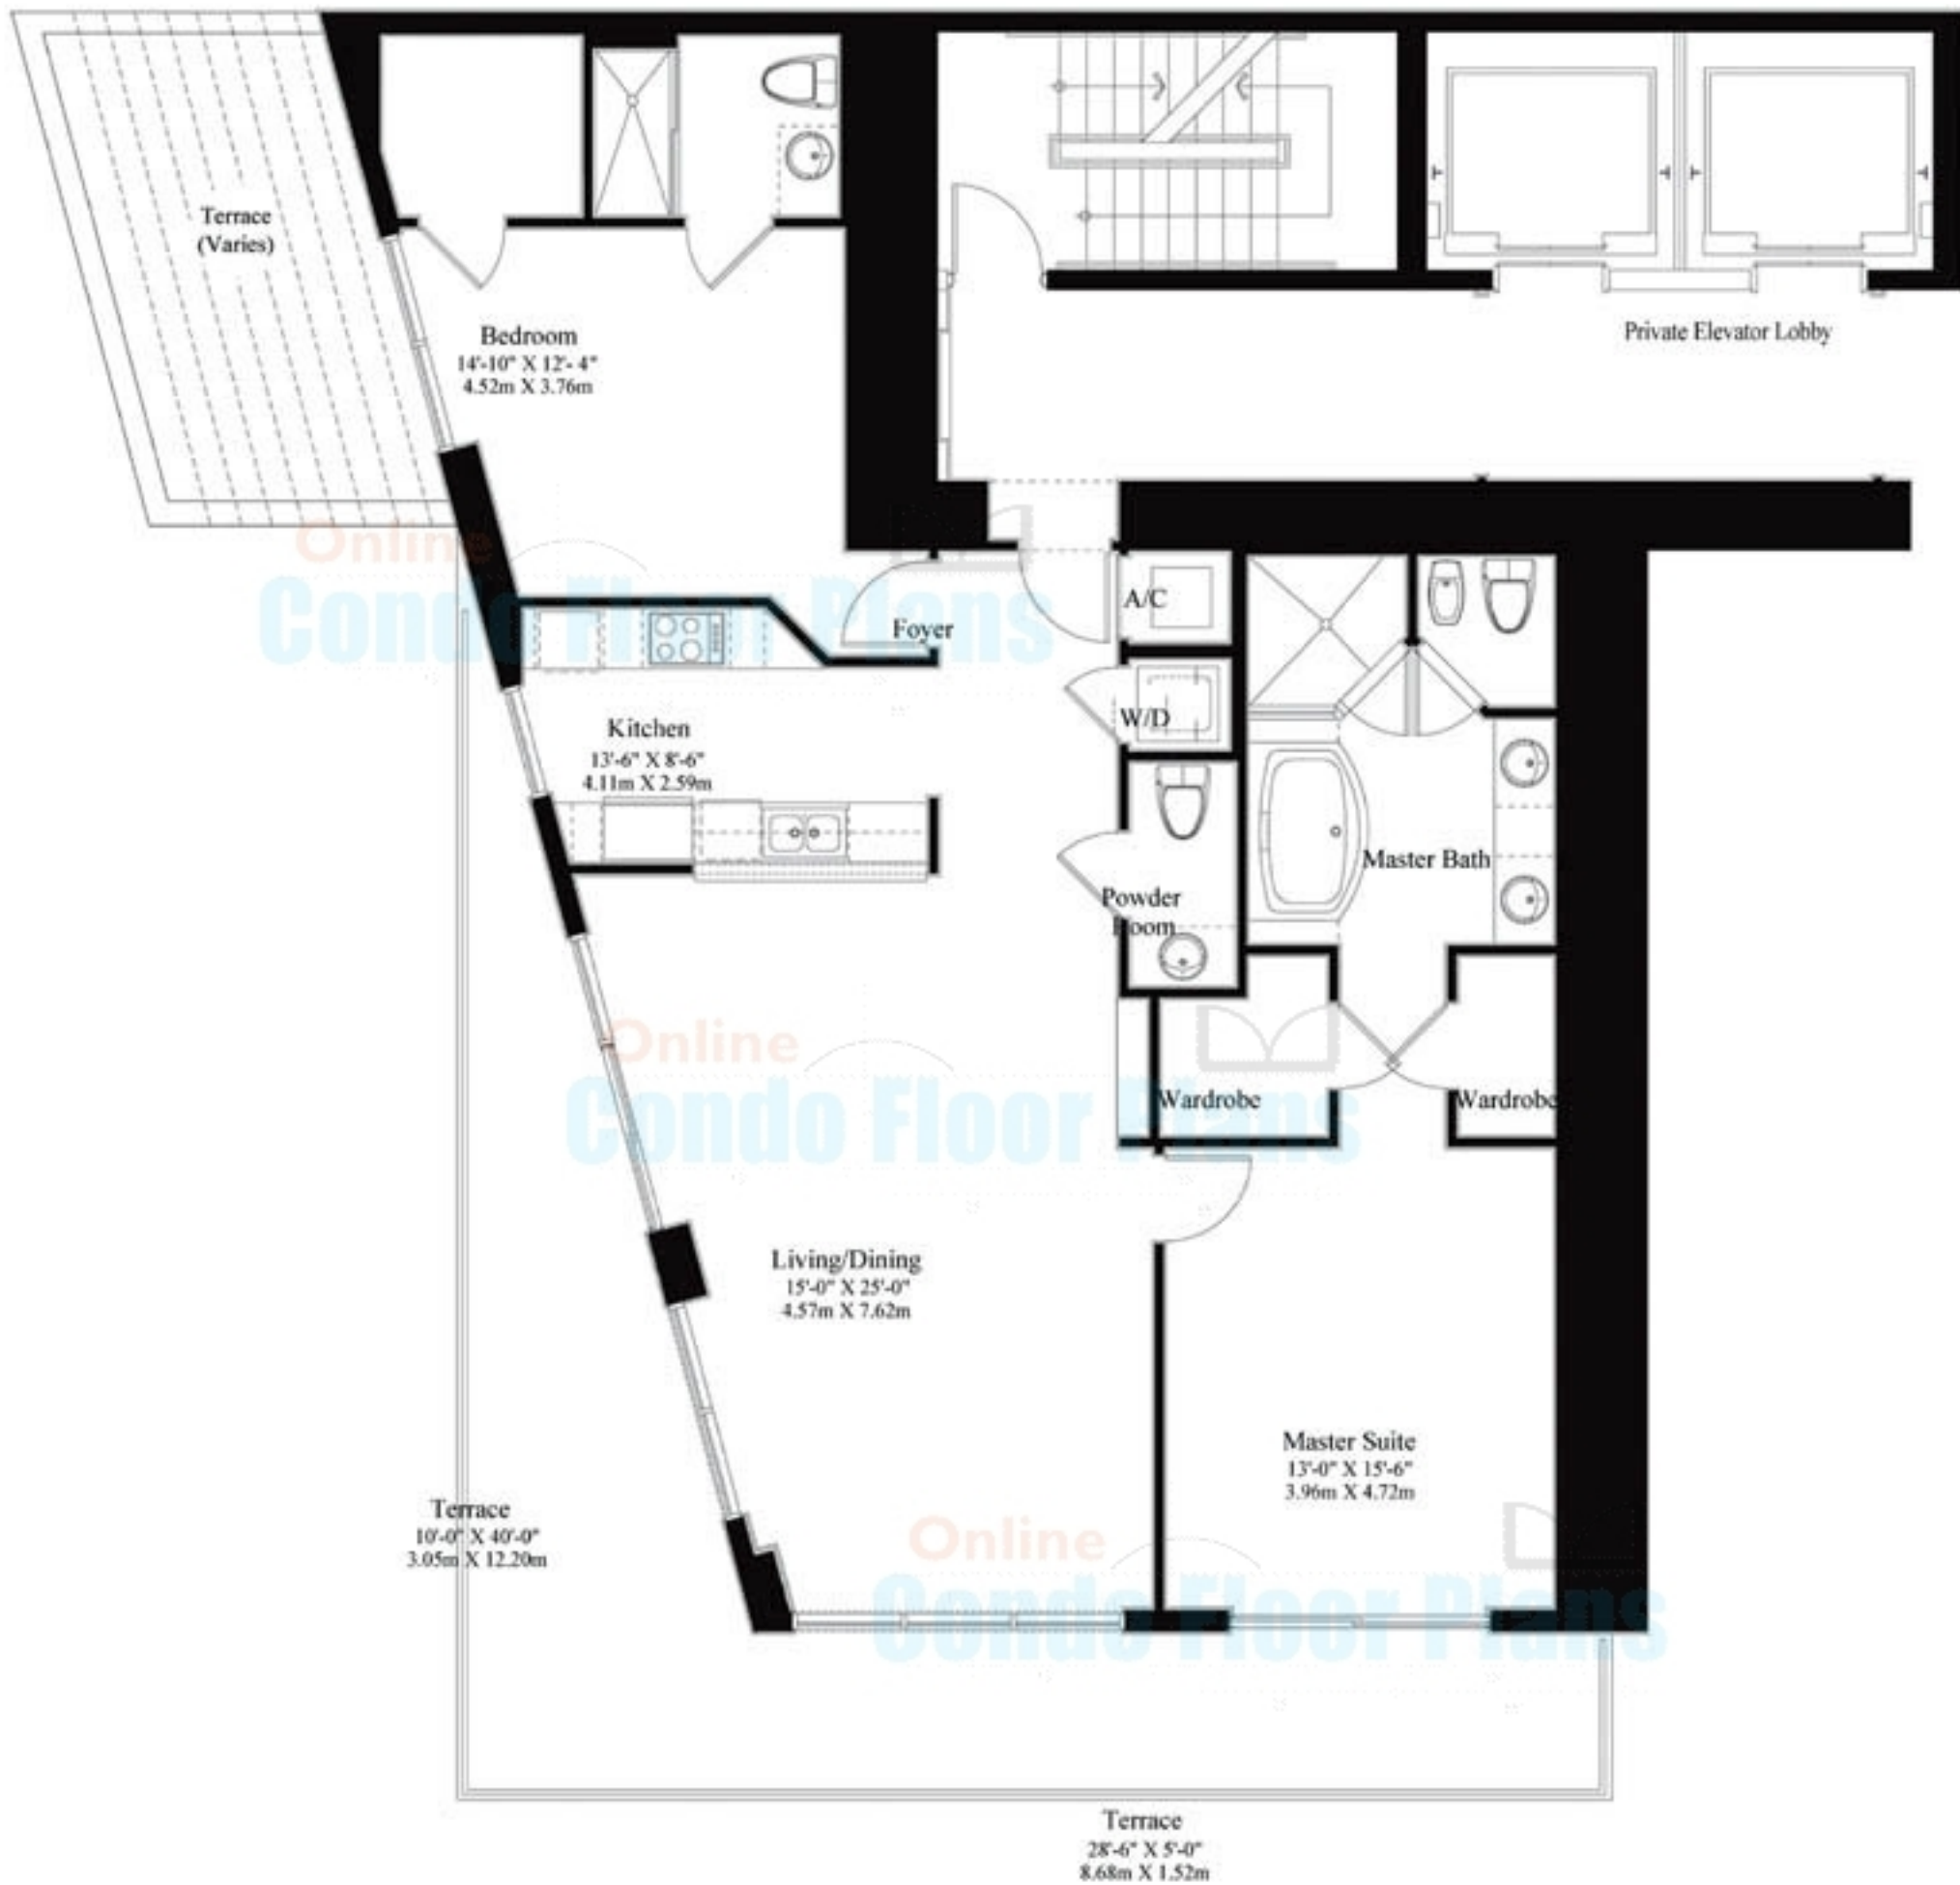 Terrace
(Varies)
Bedroom
14'-10" X 12'- 4"
4.52m X 3.76m
Private Elevator Lobby
Online
Condo Floor Plans
Foyer
A/C
Kitchen
13'-6" X 8'-6"
4.11m X 2.59m
W/D
Master Bath
Powder
Room
Online
Condo Floor Plans
Wardrobe
Wardrobe
Living/Dining
15'-0" X 25'-0"
4.57m X 7.62m
Master Suite
13'-0" X 15'-6"
3.96m X 4.72m
Terrace
10'-0" X 40'-0"
3.05m X 12.20m
Online
Condo Floor Plans
Terrace
28'-6" X 5'-0"
8.68m X 1.52m